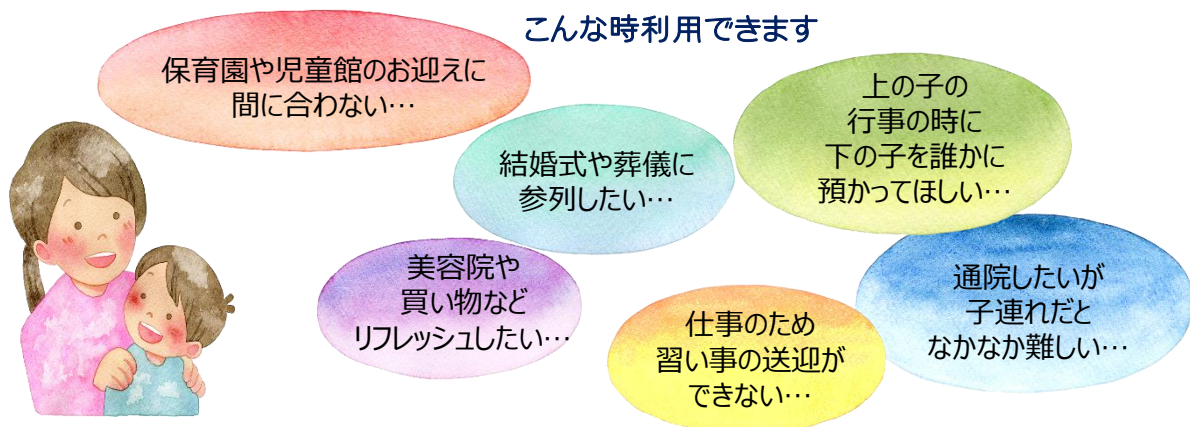 こんな時利用できます
保育園や児童館のお迎えに
間に合わない…
結婚式や葬儀に
参列したい…
上の子の
行事の時に
下の子を誰かに
預かってほしい…
美容院や
買い物など
リフレッシュしたい…
仕事のため
習い事の送迎が
できない…
通院したいが
子連れだと
なかなか難しい…